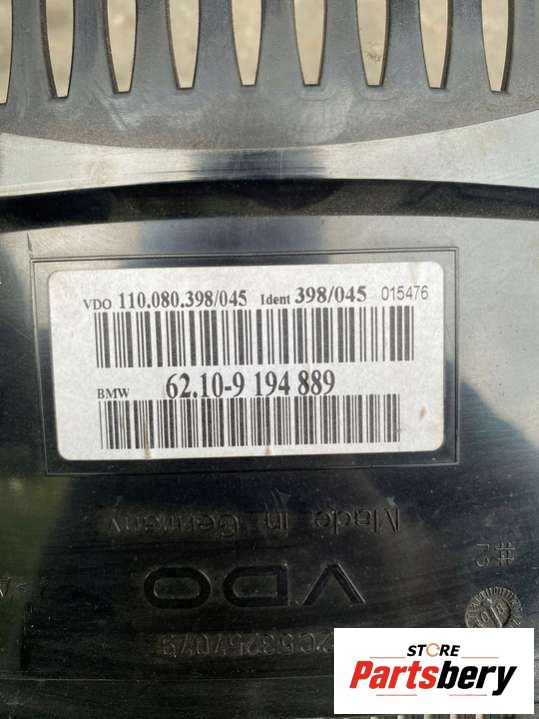 VDO 110.080.398/045 Ident 398/045 015476
BMW 62.10-9 194 889
Made in Germany
#2
VDO
STORE
Partsbery